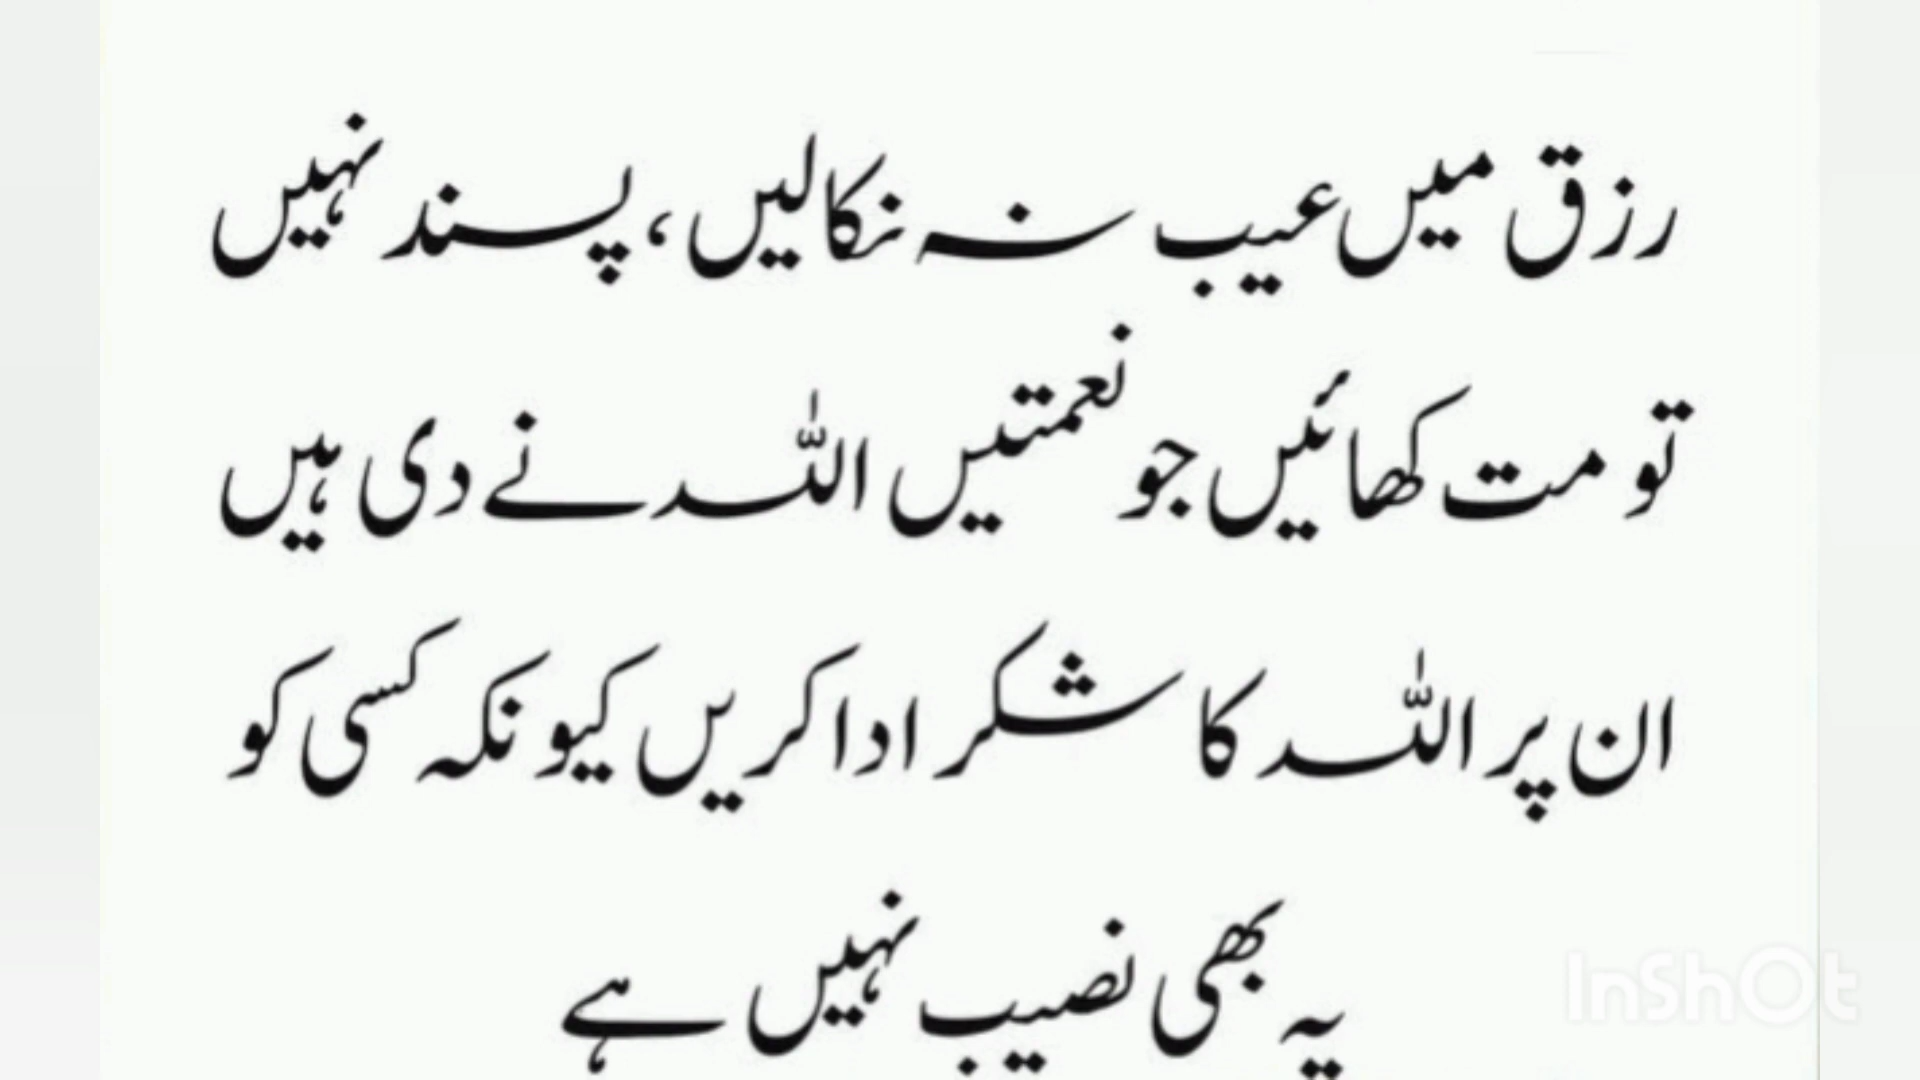 رزق میں عیب نہ نکالیں، پسند نہیں
تو مت کھائیں جو نعمتیں اللہ نے دی ہیں
ان پر اللہ کا شکر ادا کریں کیونکہ کسی کو
یہ بھی نصیب نہیں ہے
InShOt